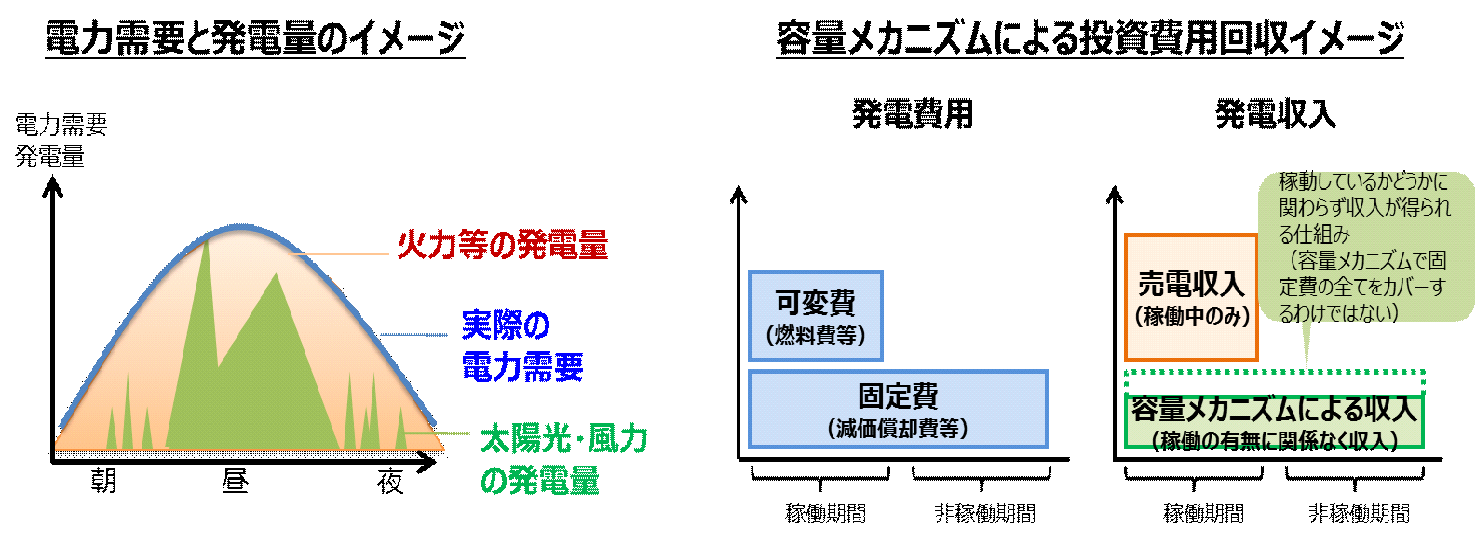 電力需要と発電量のイメージ
電力需要
発電量
火力等の発電量
実際の
電力需要
太陽光・風力
の発電量
朝
昼
夜
容量メカニズムによる投資費用回収イメージ
発電費用
可変費
(燃料費等)
固定費
(減価償却費等)
稼働期間
非稼働期間
発電収入
稼動しているかどうかに
関わらず収入が得られ
る仕組み
(容量メカニズムで固
定費の全てをカバーす
るわけではない)
売電収入
(稼働中のみ)
容量メカニズムによる収入
(稼働の有無に関係なく収入)
稼働期間
非稼働期間